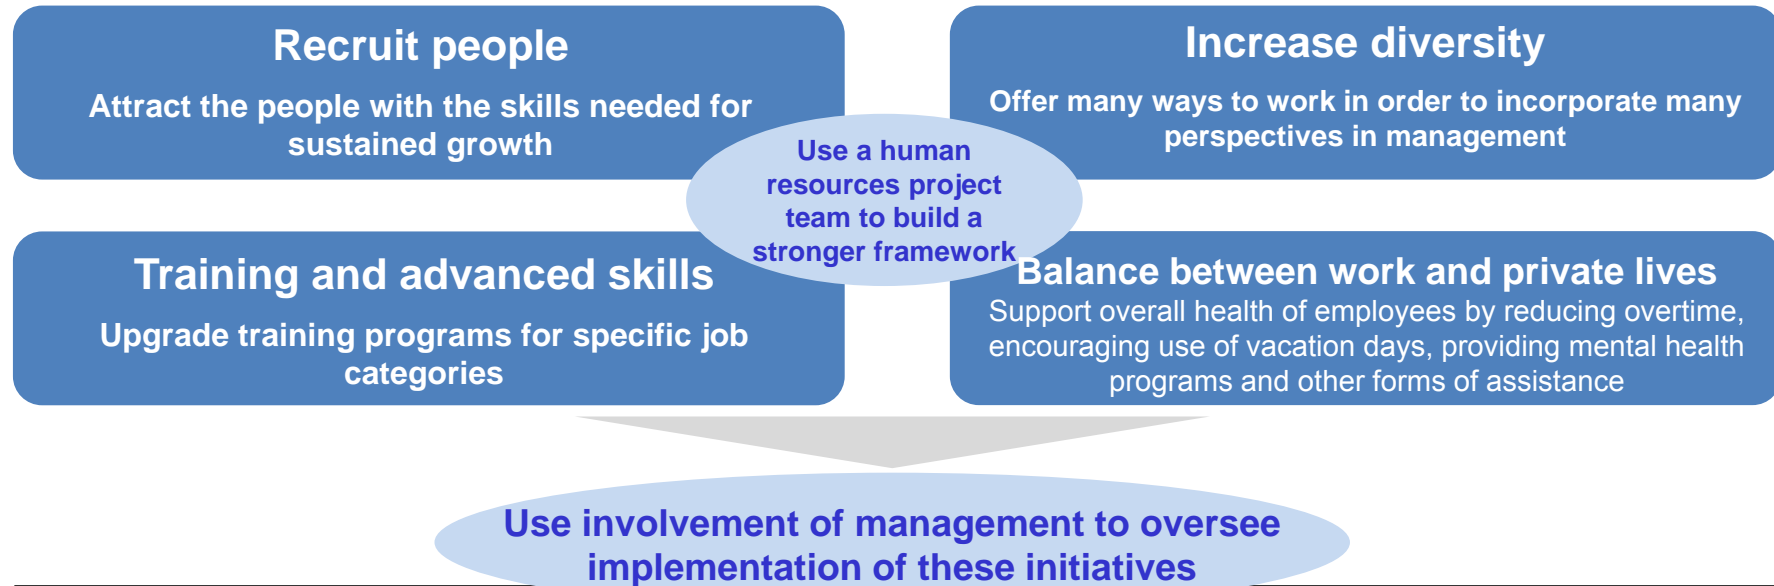 Recruit people
Attract the people with the skills needed for
sustained growth
Increase diversity
Offer many ways to work in order to incorporate many
perspectives in management
Use a human
resources project
team to build a
stronger framework
Training and advanced skills
Upgrade training programs for specific job
categories
Balance between work and private lives
Support overall health of employees by reducing overtime,
encouraging use of vacation days, providing mental health
programs and other forms of assistance
Use involvement of management to oversee
implementation of these initiatives